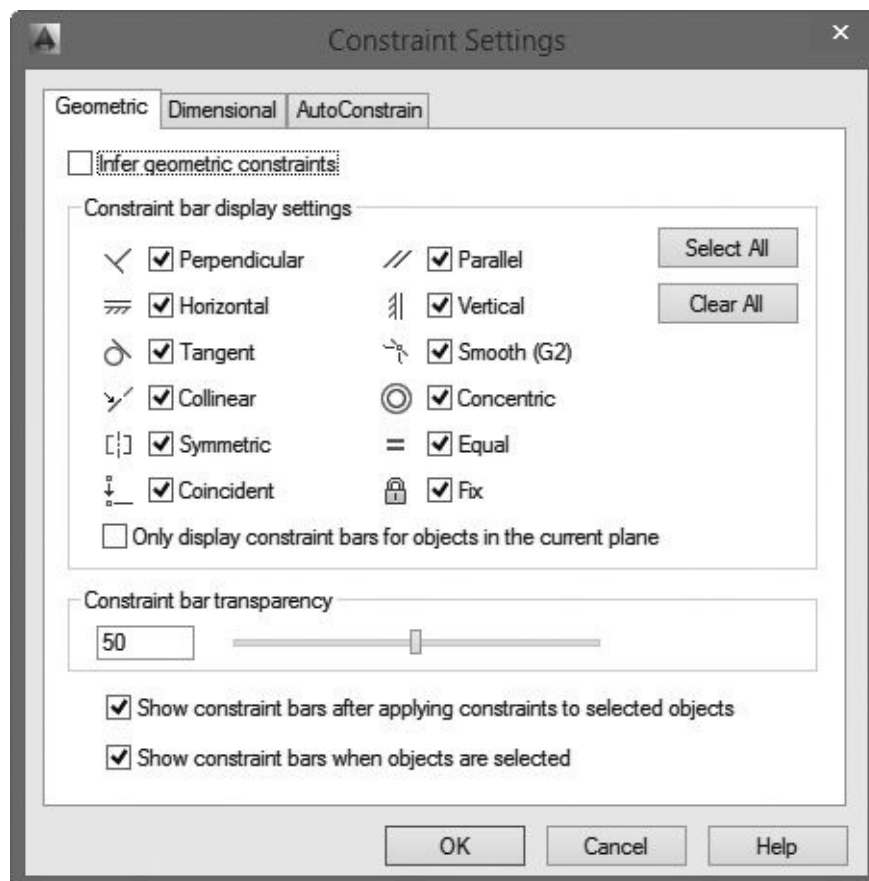 Constraint Settings
Geometric Dimensional AutoConstrain
Infer geometric constraints
Constraint bar display settings
Perpendicular Parallel Select All
Horizontal Vertical Clear All
Tangent Smooth (G2)
Collinear Concentric
Symmetric Equal
Coincident Fix
Only display constraint bars for objects in the current plane
Constraint bar transparency
50
Show constraint bars after applying constraints to selected objects
Show constraint bars when objects are selected
OK Cancel Help